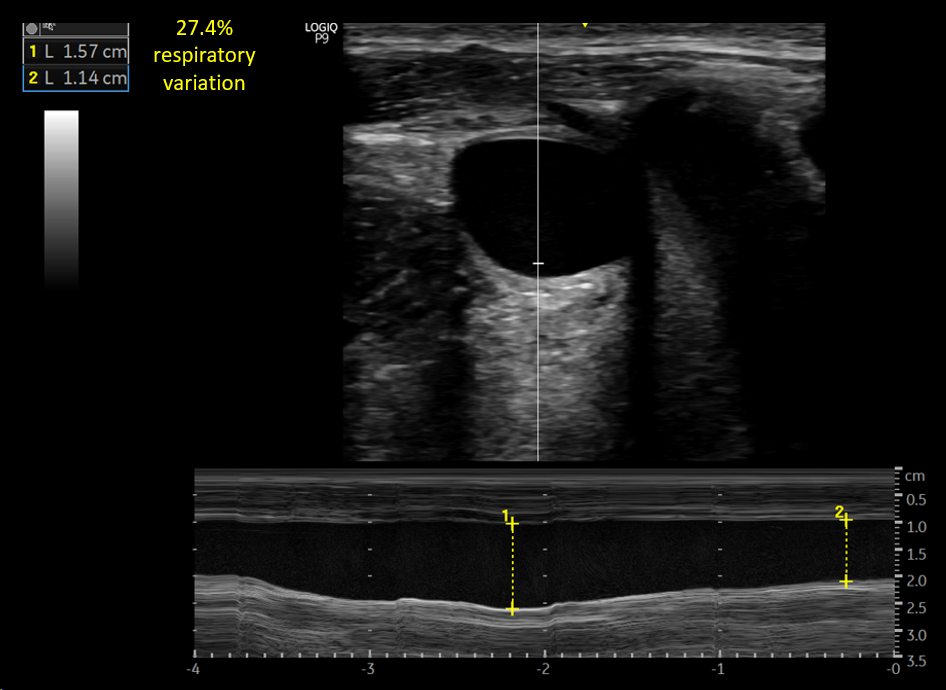 1 L 1.57 cm
2 L 1.14 cm
27.4%
respiratory
variation
LOGIQ
P9
1
2
cm
0.5
1.0
1.5
2.0
2.5
3.0
3.5
-4
-3
-2
-1
-0